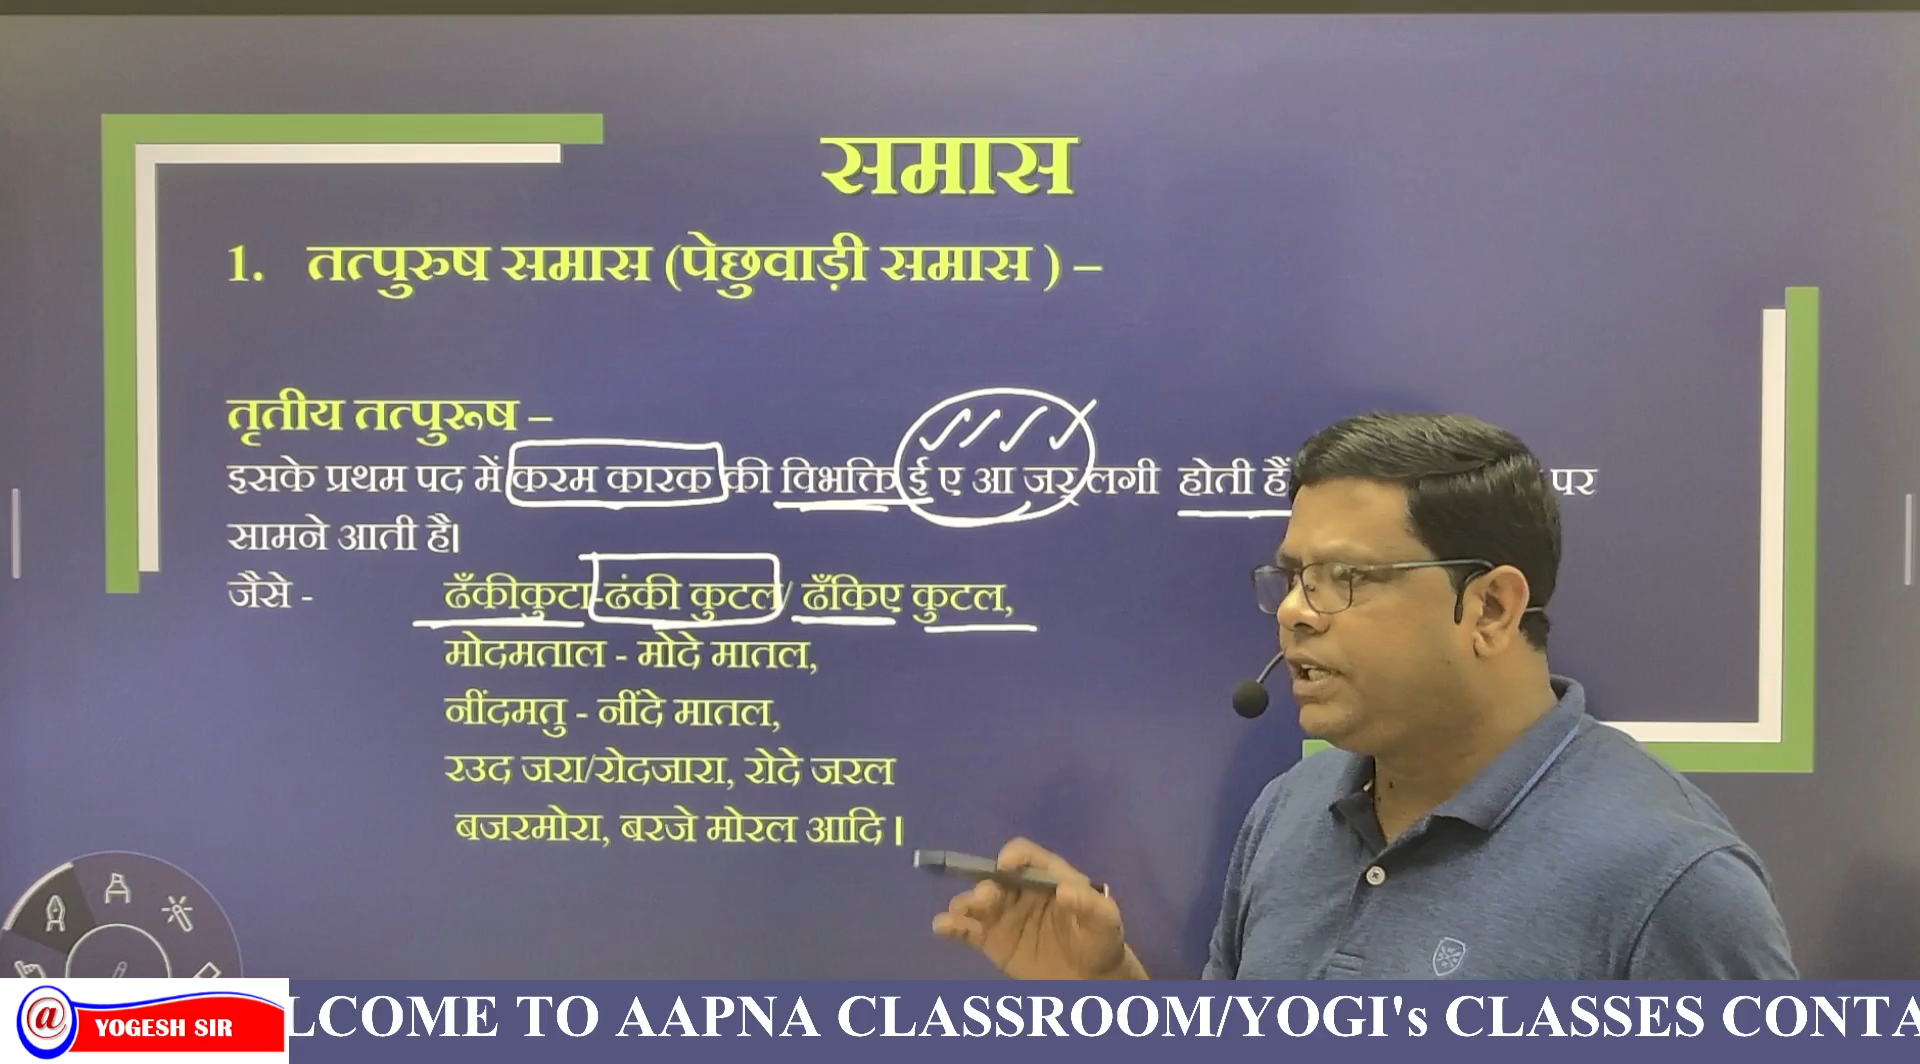 समास
1. तत्पुरुष समास (पेछुवाड़ी समास ) –
तृतीय तत्पुरूष –
इसके प्रथम पद में करम कारक की विभक्ति ई ए आ जर लगी होती हैं पर
सामने आती है।
जैसे - ढँकीकुटा-ढंकी कुटल/ ढँकिए कुटल,
मोदमताल - मोदे मातल,
नींदमतु - नींदे मातल,
रउद जरा/रोदजारा, रोदे जरल
बजरमोरा, बरजे मोरल आदि ।
@ YOGESH SIR
LCOME TO AAPNA CLASSROOM/YOGI's CLASSES CONTA